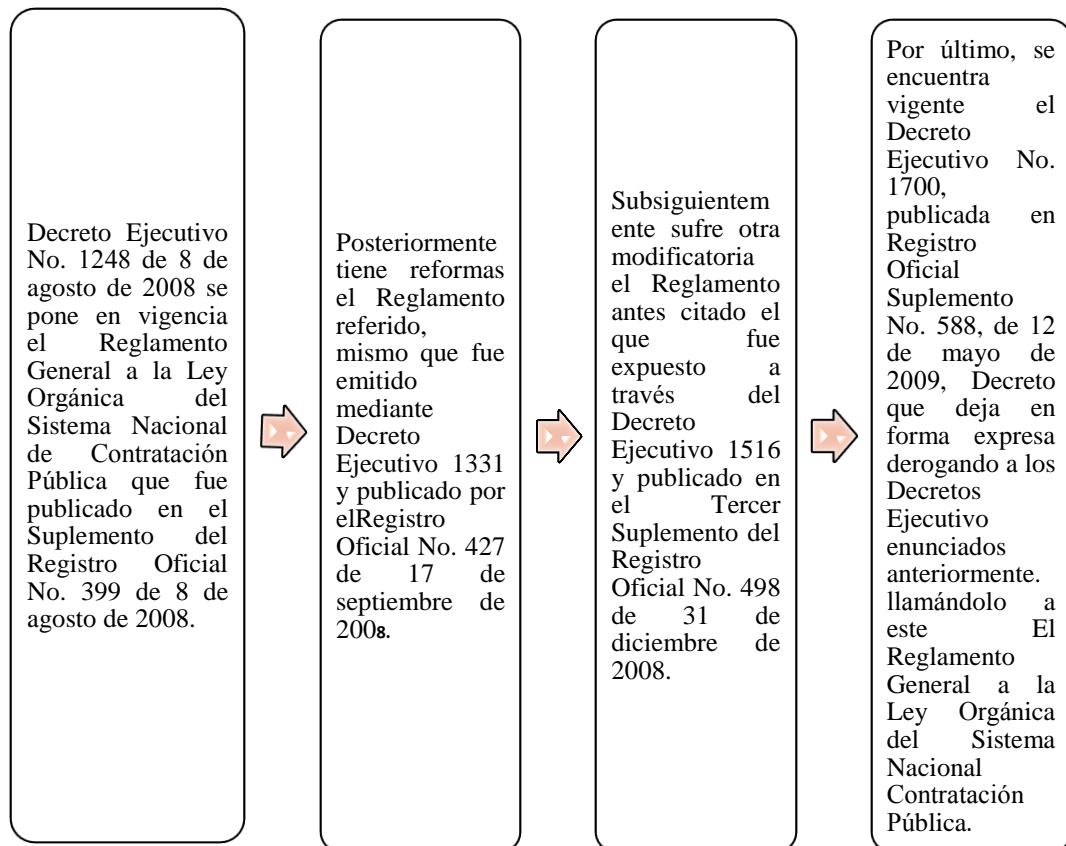 Decreto Ejecutivo
No. 1248 de 8 de
agosto de 2008 se
pone en vigencia
el Reglamento
General a la Ley
Orgánica del
Sistema Nacional
de Contratación
Pública que fue
publicado en el
Suplemento del
Registro Oficial
No. 399 de 8 de
agosto de 2008.
Posteriormente
tiene reformas
el Reglamento
referido,
mismo que fue
emitido
mediante
Decreto
Ejecutivo 1331
y publicado por
elRegistro
Oficial No. 427
de 17 de
septiembre de
2008.
Subsiguientem
ente sufre otra
modificatoria
el Reglamento
antes citado el
que fue
expuesto a
través del
Decreto
Ejecutivo 1516
y publicado en
el Tercer
Suplemento del
Registro
Oficial No. 498
de 31 de
diciembre de
2008.
Por último, se
encuentra
vigente el
Decreto
Ejecutivo No.
1700,
publicada en
Registro
Oficial
Suplemento
No. 588, de 12
de mayo de
2009, Decreto
que deja en
forma expresa
derogando a los
Decretos
Ejecutivo
enunciados
anteriormente.
llamándolo a
este El
Reglamento
General a la
Ley Orgánica
del Sistema
Nacional
Contratación
Pública.